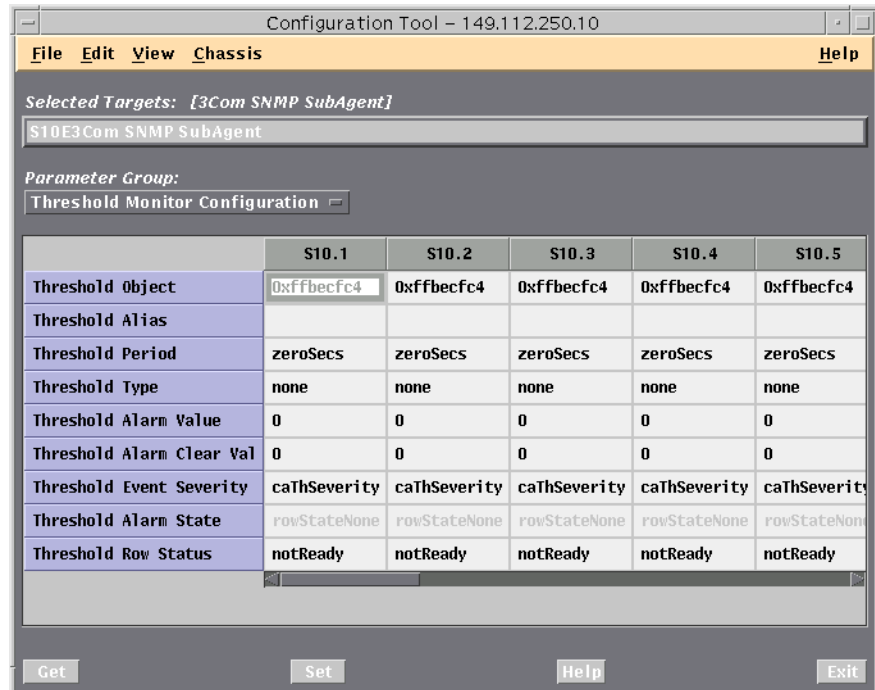 Configuration Tool – 149.112.250.10
File Edit View Chassis Help
Selected Targets: [3Com SNMP SubAgent]
S10E3Com SNMP SubAgent
Parameter Group:
Threshold Monitor Configuration
S10.1 S10.2 S10.3 S10.4 S10.5
Threshold Object 0xffbecfc4 0xffbecfc4 0xffbecfc4 0xffbecfc4 0xffbecfc4
Threshold Alias
Threshold Period zeroSecs zeroSecs zeroSecs zeroSecs zeroSecs
Threshold Type none none none none none
Threshold Alarm Value 0 0 0 0 0
Threshold Alarm Clear Val 0 0 0 0 0
Threshold Event Severity caThSeverity caThSeverity caThSeverity caThSeverity caThSeverity
Threshold Alarm State rowStateNone rowStateNone rowStateNone rowStateNone rowStateNone
Threshold Row Status notReady notReady notReady notReady notReady
Get Set Help Exit